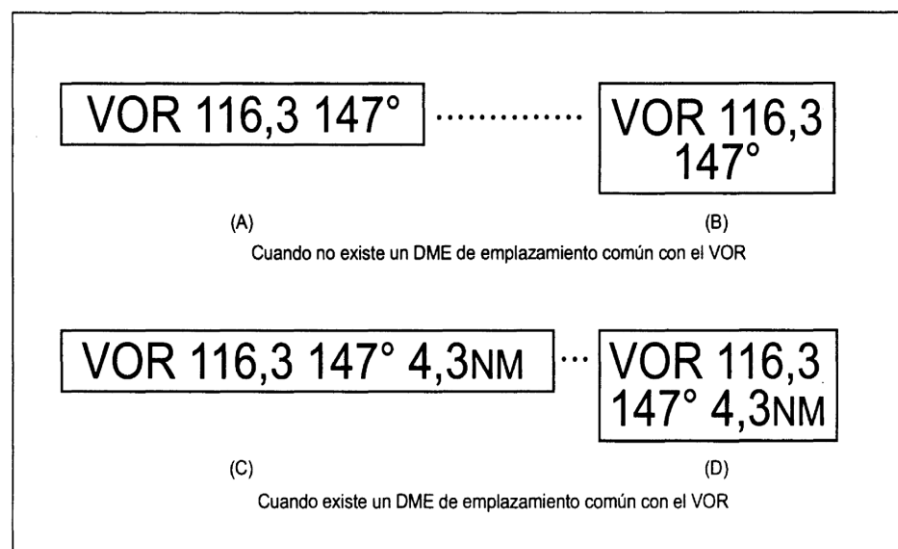 VOR 116,3 147° ..............
VOR 116,3
147°
(A)
(B)
Cuando no existe un DME de emplazamiento común con el VOR
VOR 116,3 147° 4,3NM ...
VOR 116,3
147° 4,3NM
(C)
(D)
Cuando existe un DME de emplazamiento común con el VOR